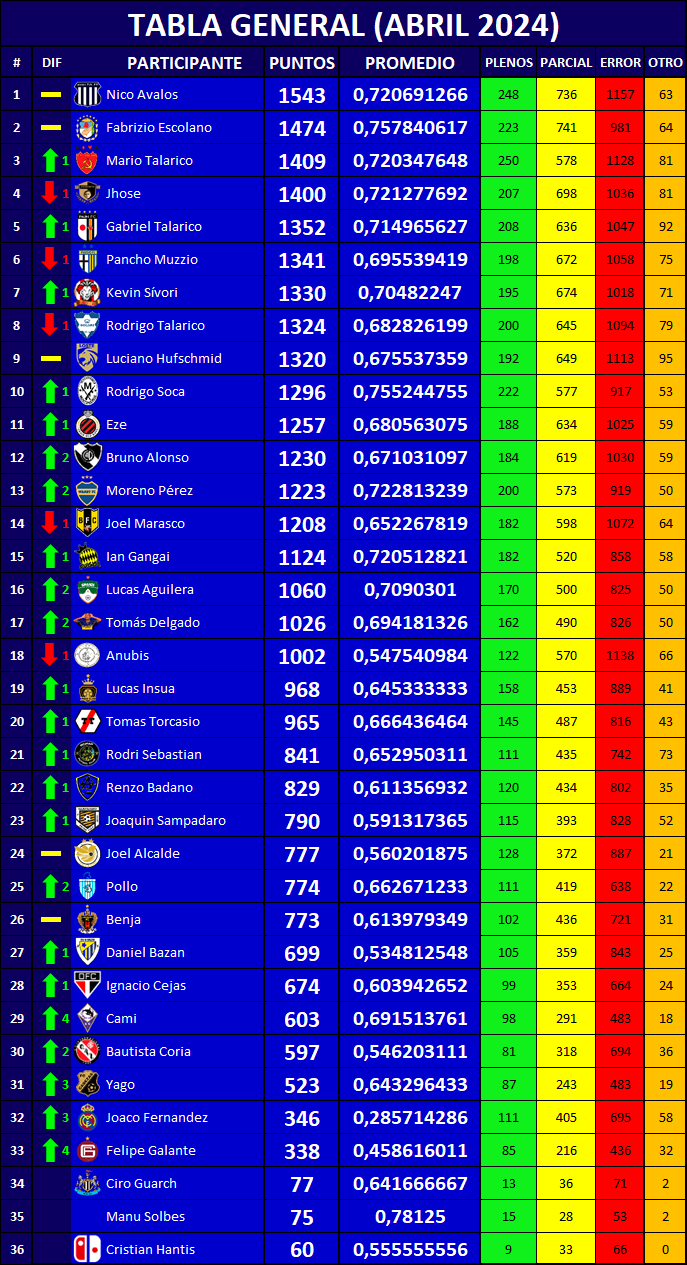 TABLA GENERAL (ABRIL 2024)
# DIF PARTICIPANTE PUNTOS PROMEDIO PLENOS PARCIAL ERROR OTRO
1 Nico Avalos 1543 0,720691266 248 736 1157 63
2 Fabrizio Escolano 1474 0,757840617 223 741 981 64
3 1 Mario Talarico 1409 0,720347648 250 578 1128 81
4 1 Jhose 1400 0,721277692 207 698 1036 81
5 1 Gabriel Talarico 1352 0,714965627 208 636 1047 92
6 1 Pancho Muzzio 1341 0,695539419 198 672 1058 75
7 1 Kevin Sívori 1330 0,70482247 195 674 1018 71
8 1 Rodrigo Talarico 1324 0,682826199 200 645 1094 79
9 Luciano Hufschmid 1320 0,675537359 192 649 1113 95
10 1 Rodrigo Soca 1296 0,755244755 222 577 917 53
11 1 Eze 1257 0,680563075 188 634 1025 59
12 2 Bruno Alonso 1230 0,671031097 184 619 1030 59
13 2 Moreno Pérez 1223 0,722813239 200 573 919 50
14 1 Joel Marasco 1208 0,652267819 182 598 1072 64
15 1 Ian Gangai 1124 0,720512821 182 520 858 58
16 2 Lucas Aguilera 1060 0,7090301 170 500 825 50
17 2 Tomás Delgado 1026 0,694181326 162 490 826 50
18 1 Anubis 1002 0,547540984 122 570 1138 66
19 1 Lucas Insua 968 0,645333333 158 453 889 41
20 1 Tomas Torcasio 965 0,666436464 145 487 816 43
21 1 Rodri Sebastian 841 0,652950311 111 435 742 73
22 1 Renzo Badano 829 0,611356932 120 434 802 35
23 1 Joaquin Sampadaro 790 0,591317365 115 393 828 52
24 Joel Alcalde 777 0,560201875 128 372 887 21
25 2 Pollo 774 0,662671233 111 419 638 22
26 Benja 773 0,613979349 102 436 721 31
27 1 Daniel Bazan 699 0,534812548 105 359 843 25
28 1 Ignacio Cejas 674 0,603942652 99 353 664 24
29 4 Cami 603 0,691513761 98 291 483 18
30 2 Bautista Coria 597 0,546203111 81 318 694 36
31 3 Yago 523 0,643296433 87 243 483 19
32 3 Joaco Fernandez 346 0,285714286 111 405 695 58
33 4 Felipe Galante 338 0,458616011 85 216 436 32
34 Ciro Guarch 77 0,641666667 13 36 71 2
35 Manu Solbes 75 0,78125 15 28 53 2
36 Cristian Hantis 60 0,555555556 9 33 66 0